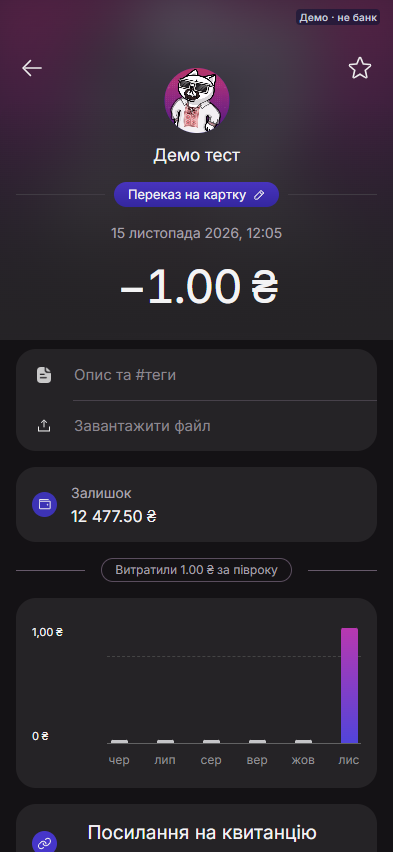 Демо · не банк
Демо тест
Переказ на картку
15 листопада 2026, 12:05
−1.00 ₴
Опис та #теги
Завантажити файл
Залишок
12 477.50 ₴
Витратили 1.00 ₴ за півроку
1,00 ₴
0 ₴
чер лип сер вер жов лис
Посилання на квитанцію